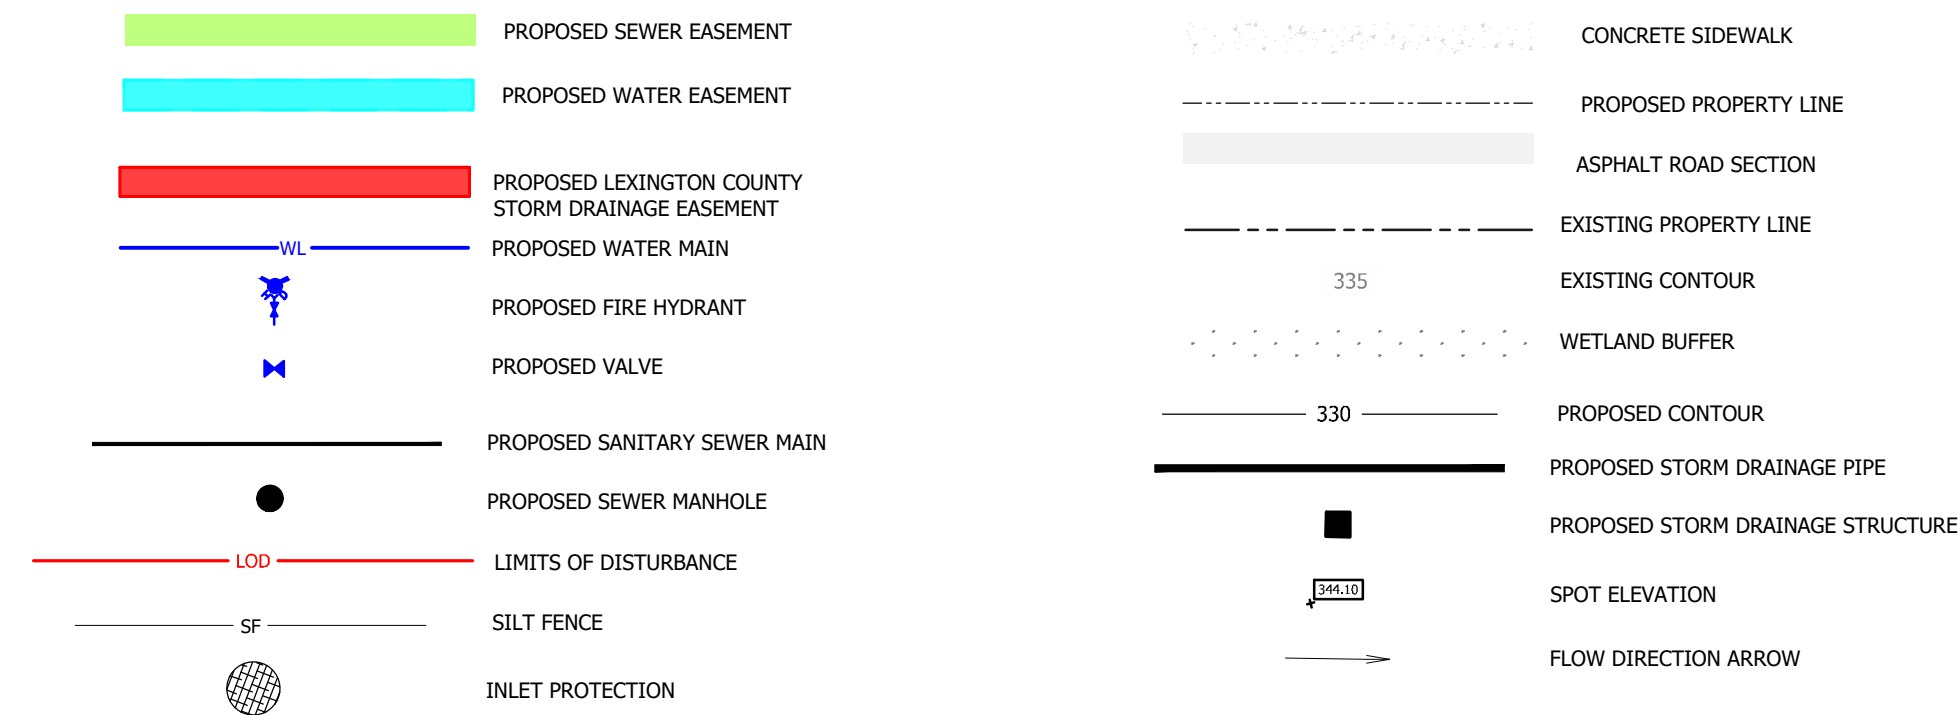 PROPOSED SEWER EASEMENT
PROPOSED WATER EASEMENT
PROPOSED LEXINGTON COUNTY
STORM DRAINAGE EASEMENT
WL PROPOSED WATER MAIN
PROPOSED FIRE HYDRANT
PROPOSED VALVE
PROPOSED SANITARY SEWER MAIN
PROPOSED SEWER MANHOLE
LOD LIMITS OF DISTURBANCE
SF SILT FENCE
INLET PROTECTION
CONCRETE SIDEWALK
PROPOSED PROPERTY LINE
ASPHALT ROAD SECTION
EXISTING PROPERTY LINE
335 EXISTING CONTOUR
WETLAND BUFFER
330 PROPOSED CONTOUR
PROPOSED STORM DRAINAGE PIPE
PROPOSED STORM DRAINAGE STRUCTURE
344.10 SPOT ELEVATION
FLOW DIRECTION ARROW